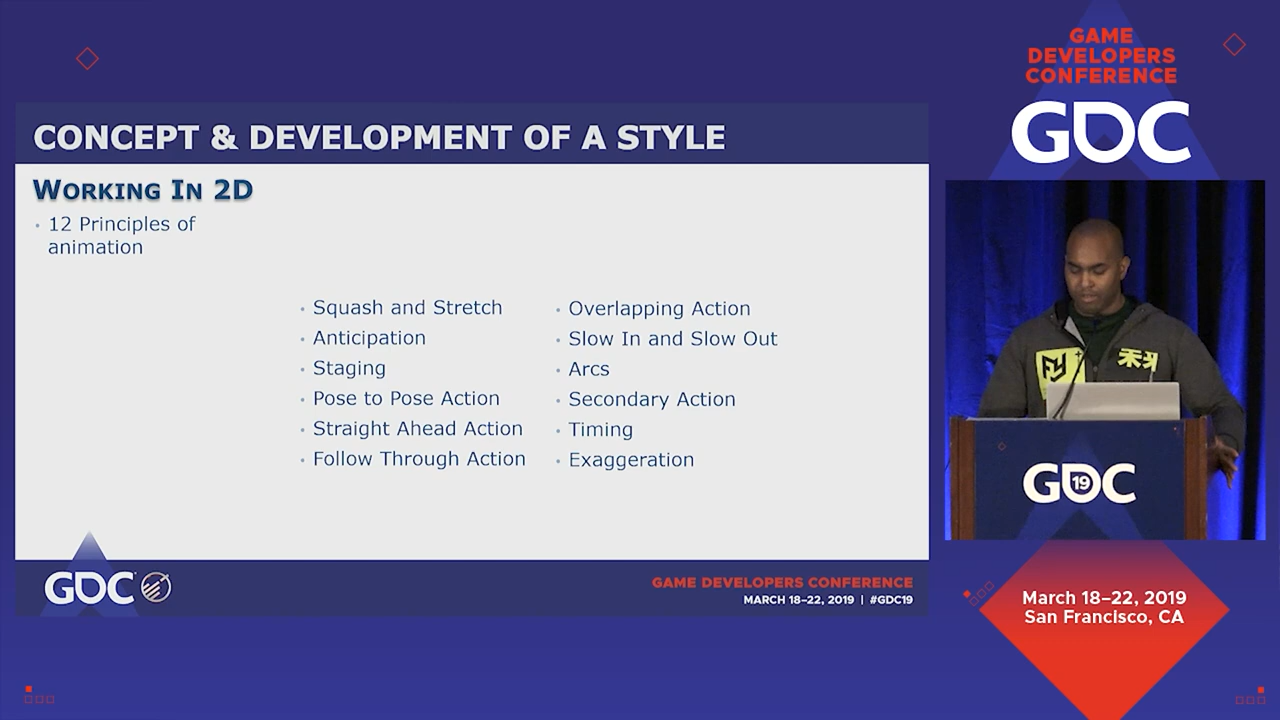 GAME
DEVELOPERS
CONFERENCE
GDC
CONCEPT & DEVELOPMENT OF A STYLE
WORKING IN 2D
• 12 Principles of
animation
• Squash and Stretch
• Anticipation
• Staging
• Pose to Pose Action
• Straight Ahead Action
• Follow Through Action
• Overlapping Action
• Slow In and Slow Out
• Arcs
• Secondary Action
• Timing
• Exaggeration
GDC
GAME DEVELOPERS CONFERENCE
MARCH 18–22, 2019 | #GDC19
GDC
19
March 18–22, 2019
San Francisco, CA